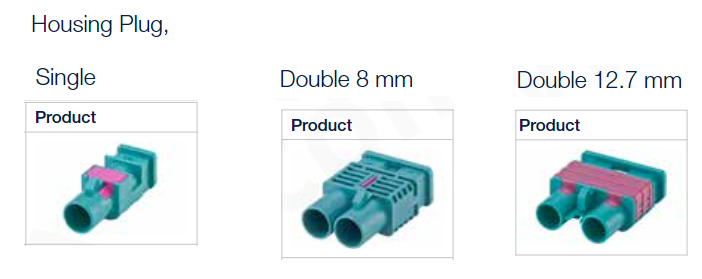 Housing Plug,
Single
Double 8 mm
Double 12.7 mm
Product
Product
Product